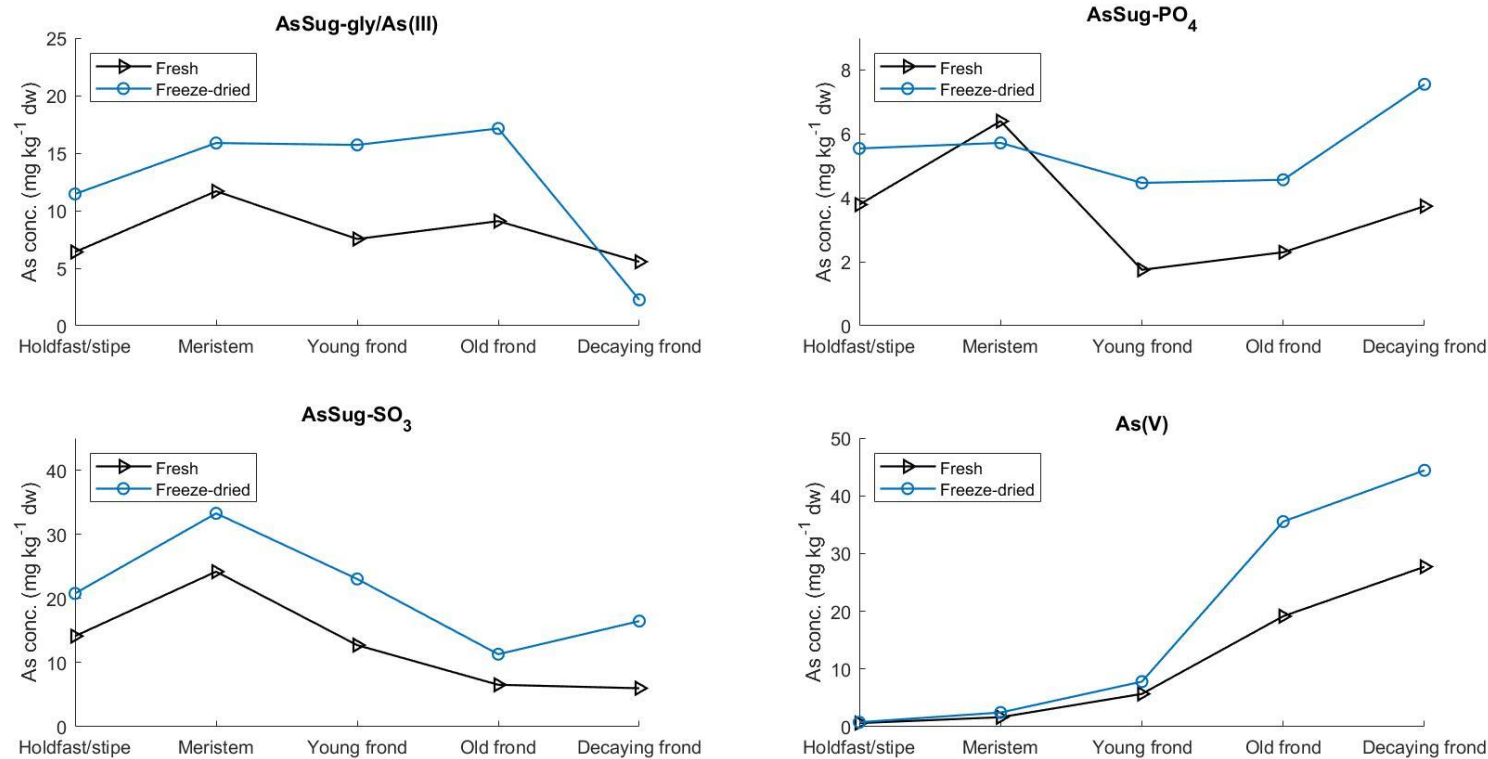 AsSug-gly/As(III)
As conc. (mg kg⁻¹ dw)
25
20
15
10
5
0
Fresh
Freeze-dried
Holdfast/stipe Meristem Young frond Old frond Decaying frond
AsSug-PO₄
As conc. (mg kg⁻¹ dw)
8
6
4
2
0
Fresh
Freeze-dried
Holdfast/stipe Meristem Young frond Old frond Decaying frond
AsSug-SO₃
As conc. (mg kg⁻¹ dw)
40
30
20
10
0
Fresh
Freeze-dried
Holdfast/stipe Meristem Young frond Old frond Decaying frond
As(V)
As conc. (mg kg⁻¹ dw)
50
40
30
20
10
0
Fresh
Freeze-dried
Holdfast/stipe Meristem Young frond Old frond Decaying frond